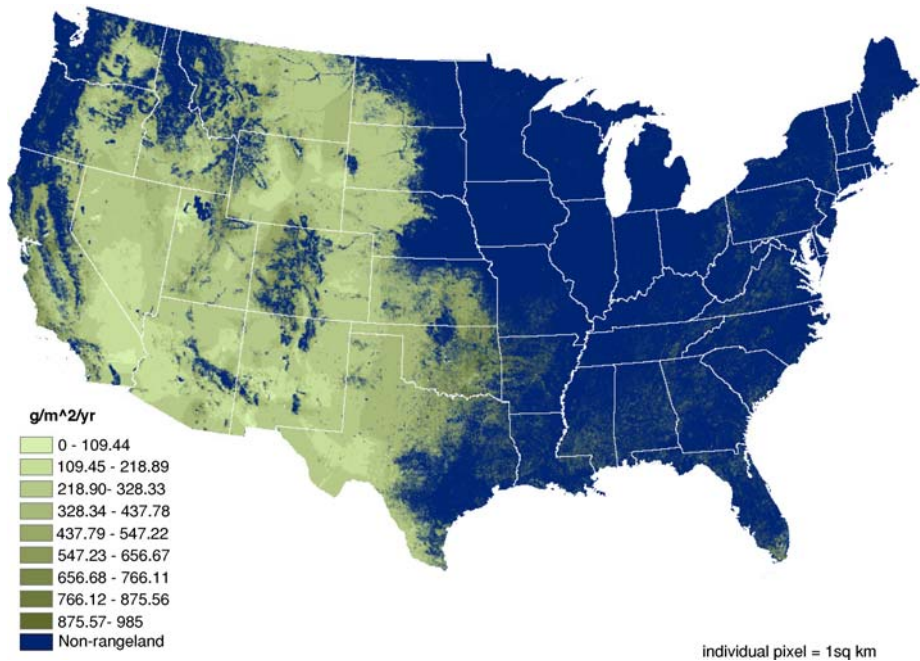 g/m^2/yr
0 - 109.44
109.45 - 218.89
218.90- 328.33
328.34 - 437.78
437.79 - 547.22
547.23 - 656.67
656.68 - 766.11
766.12 - 875.56
875.57- 985
Non-rangeland
individual pixel = 1sq km